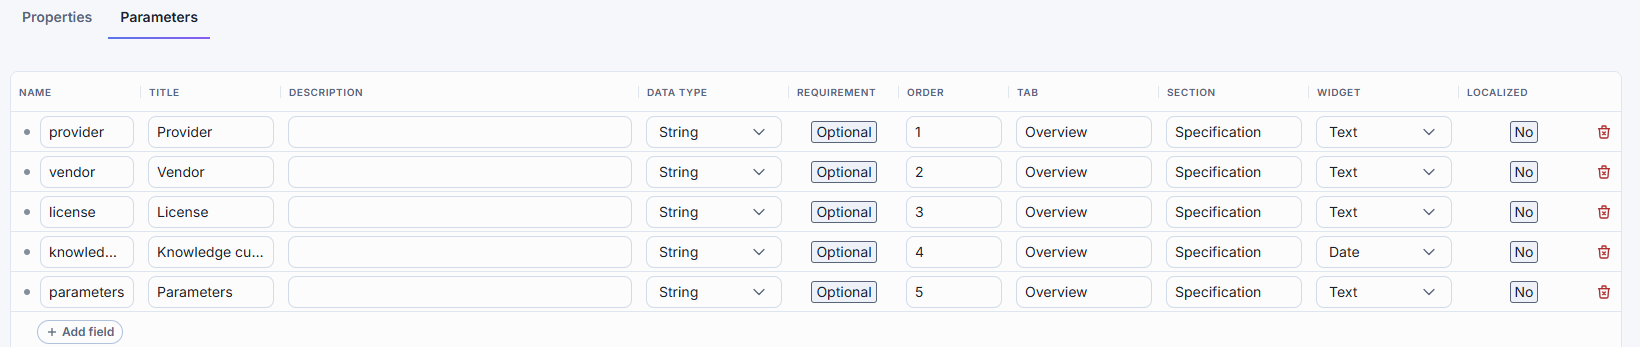 Properties Parameters
NAME TITLE DESCRIPTION DATA TYPE REQUIREMENT ORDER TAB SECTION WIDGET LOCALIZED
provider Provider String Optional 1 Overview Specification Text No
vendor Vendor String Optional 2 Overview Specification Text No
license License String Optional 3 Overview Specification Text No
knowled... Knowledge cu... String Optional 4 Overview Specification Date No
parameters Parameters String Optional 5 Overview Specification Text No
+ Add field